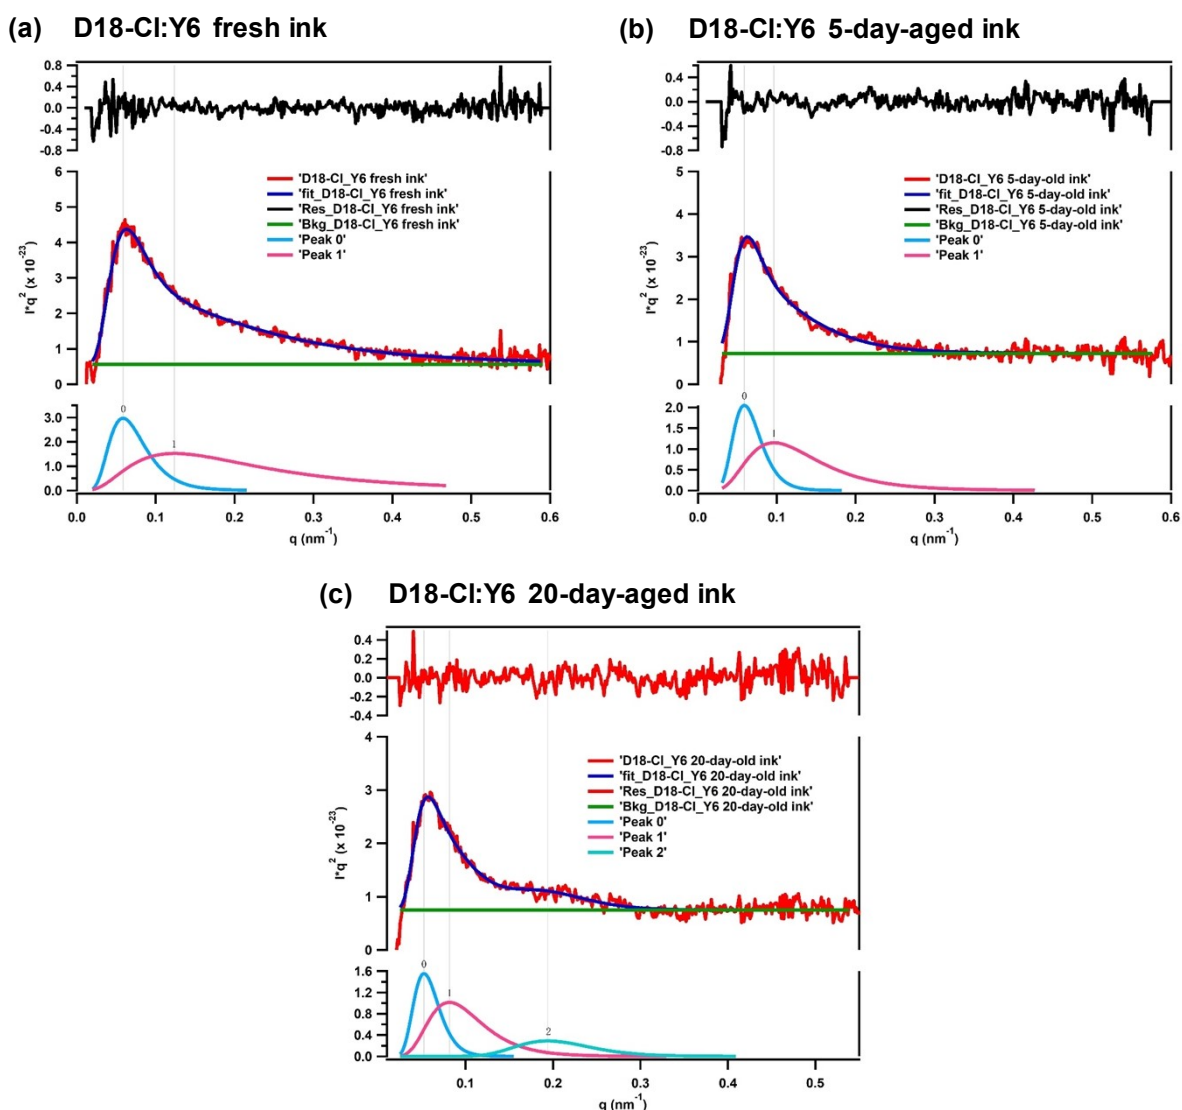 (a) D18-Cl:Y6 fresh ink
0.8
0.4
0.0
-0.4
-0.8
6
5
4
3
2
1
0
I*q² (x 10⁻²³)
'D18-Cl_Y6 fresh ink'
'fit_D18-Cl_Y6 fresh ink'
'Res_D18-Cl_Y6 fresh ink'
'Bkg_D18-Cl_Y6 fresh ink'
'Peak 0'
'Peak 1'
3.0
2.0
1.0
0.0
0
1
0.0 0.1 0.2 0.3 0.4 0.5 0.6
q (nm⁻¹)
(b) D18-Cl:Y6 5-day-aged ink
0.4
0.0
-0.4
-0.8
5
4
3
2
1
0
I*q² (x 10⁻²³)
'D18-Cl_Y6 5-day-old ink'
'fit_D18-Cl_Y6 5-day-old ink'
'Res_D18-Cl_Y6 5-day-old ink'
'Bkg_D18-Cl_Y6 5-day-old ink'
'Peak 0'
'Peak 1'
2.0
1.5
1.0
0.5
0.0
0
1
0.0 0.1 0.2 0.3 0.4 0.5 0.6
q (nm⁻¹)
(c) D18-Cl:Y6 20-day-aged ink
0.4
0.2
0.0
-0.2
-0.4
4
3
2
1
0
I*q² (x 10⁻²³)
'D18-Cl_Y6 20-day-old ink'
'fit_D18-Cl_Y6 20-day-old ink'
'Res_D18-Cl_Y6 20-day-old ink'
'Bkg_D18-Cl_Y6 20-day-old ink'
'Peak 0'
'Peak 1'
'Peak 2'
1.6
1.2
0.8
0.4
0.0
0
1
2
0.1 0.2 0.3 0.4 0.5
q (nm⁻¹)